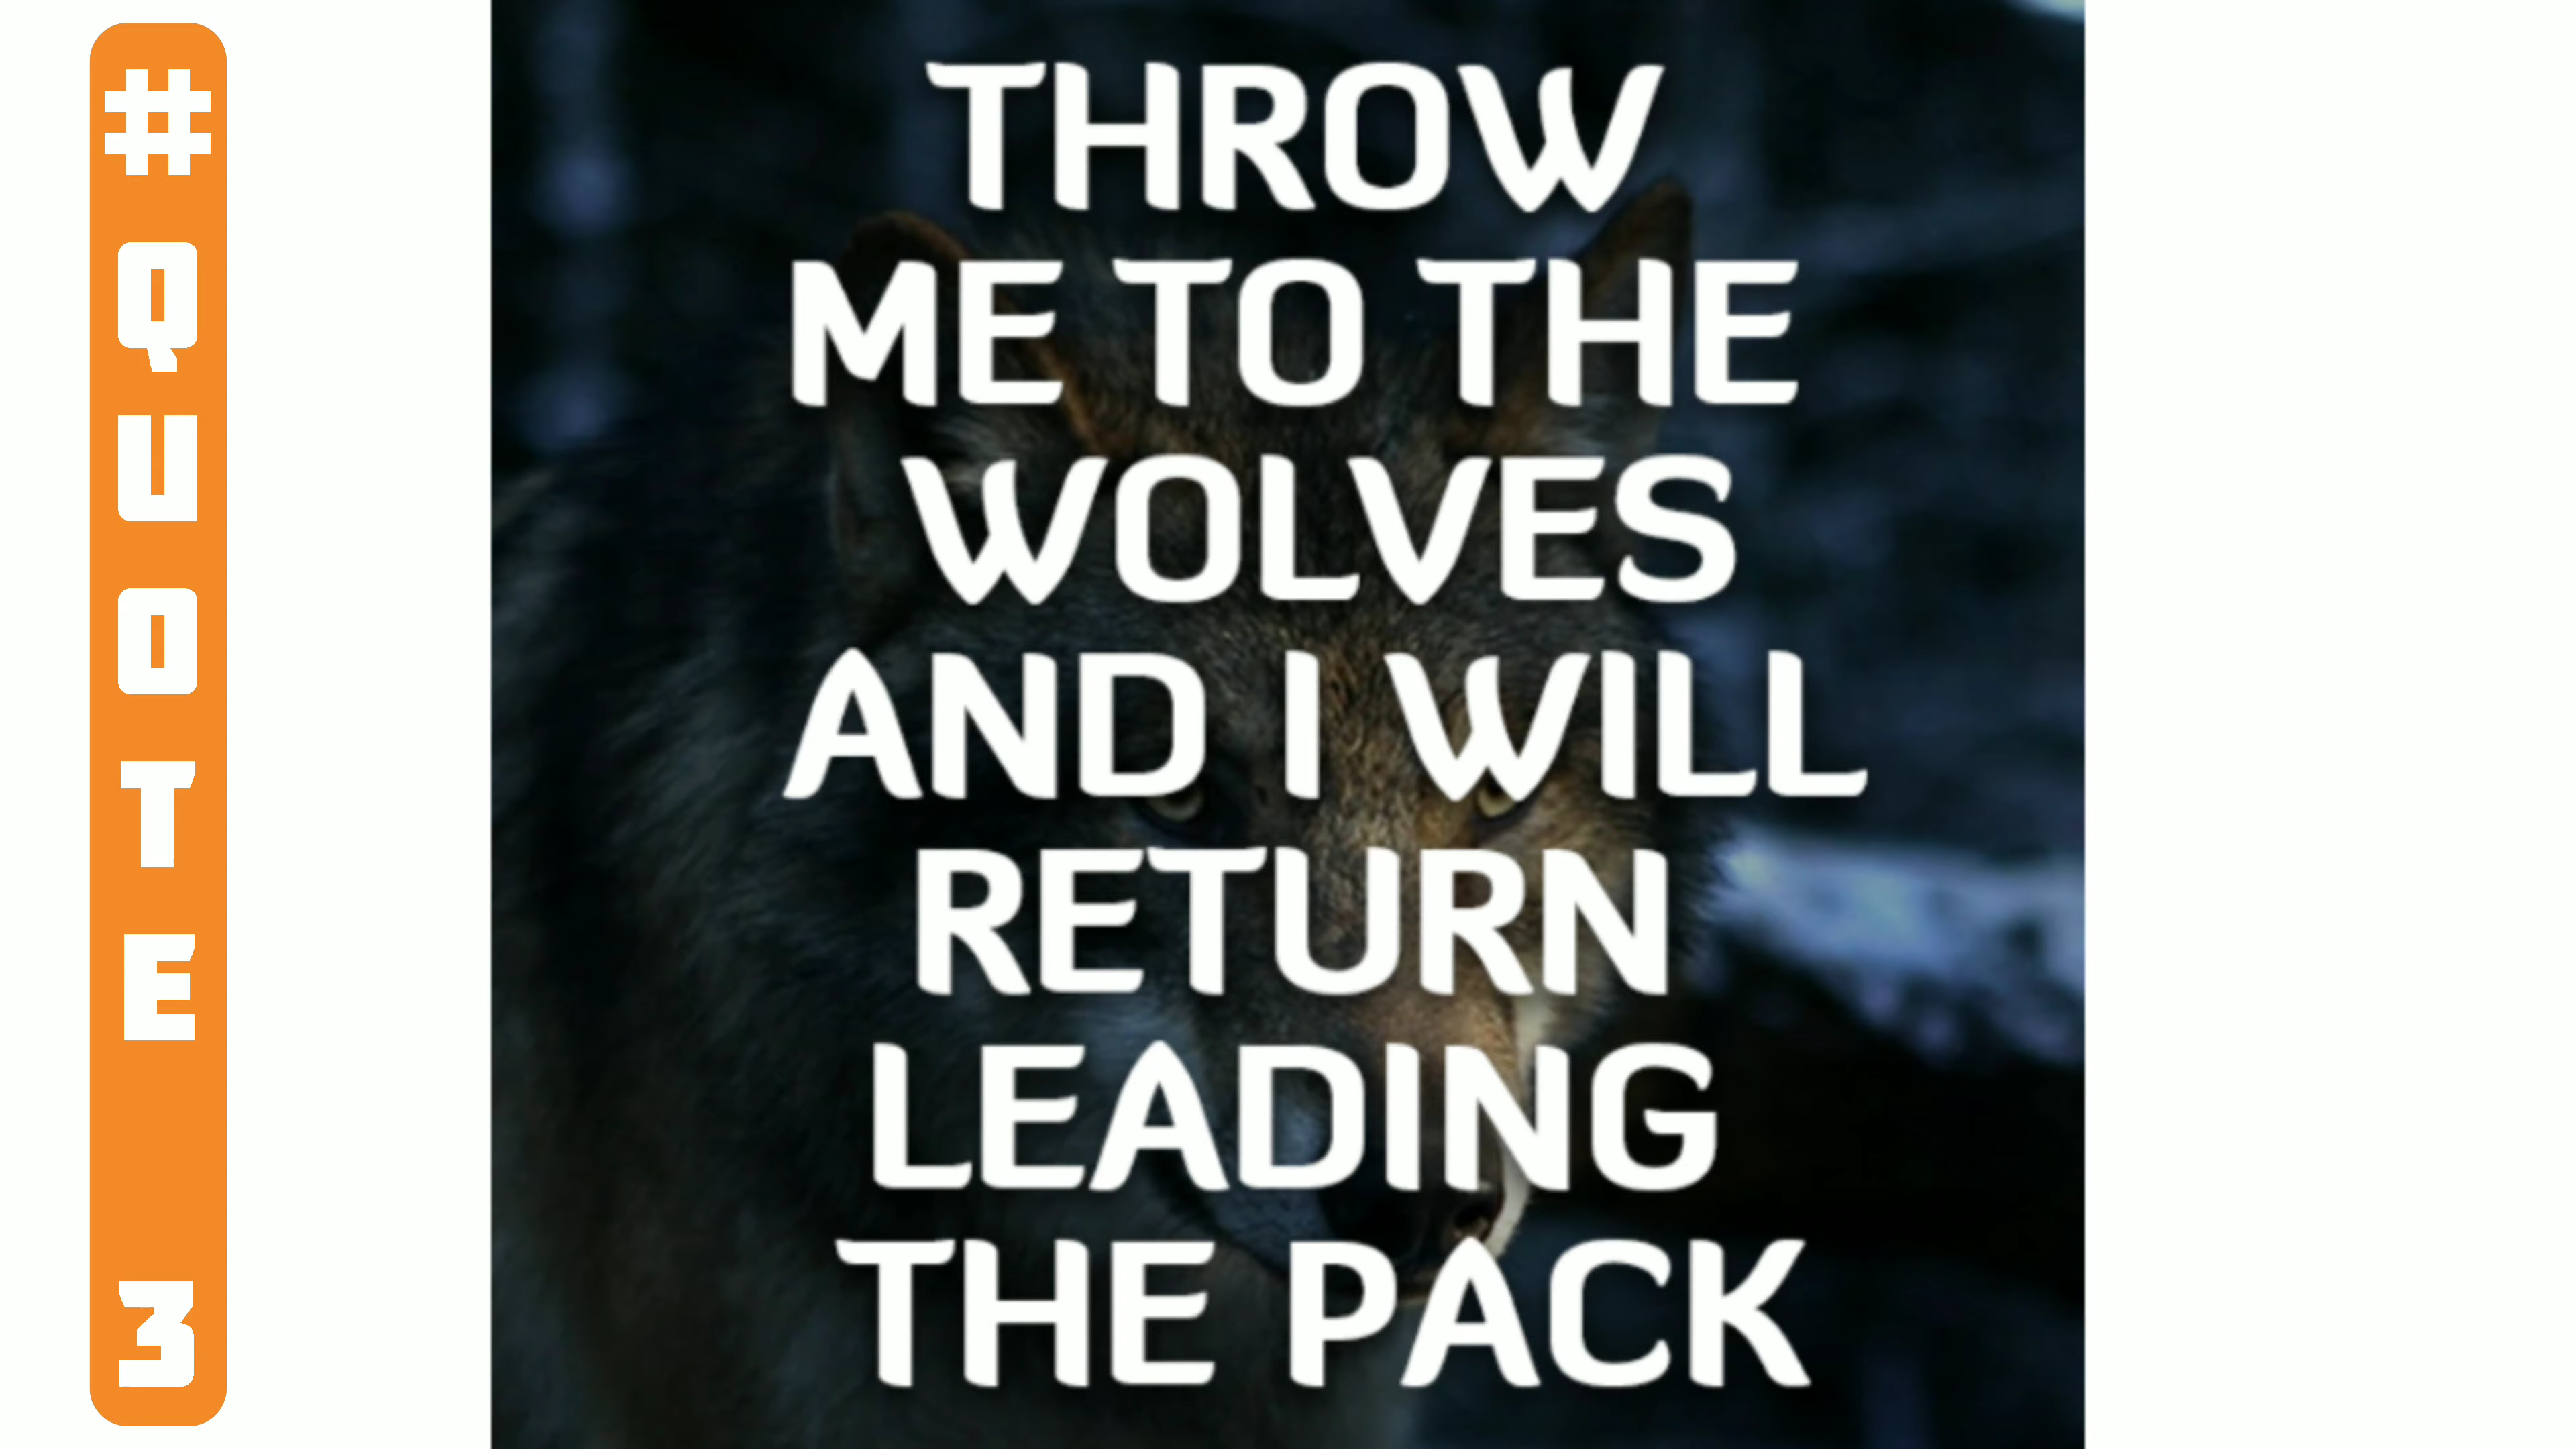 #QUOTE 3
THROW
ME TO THE
WOLVES
AND I WILL
RETURN
LEADING
THE PACK